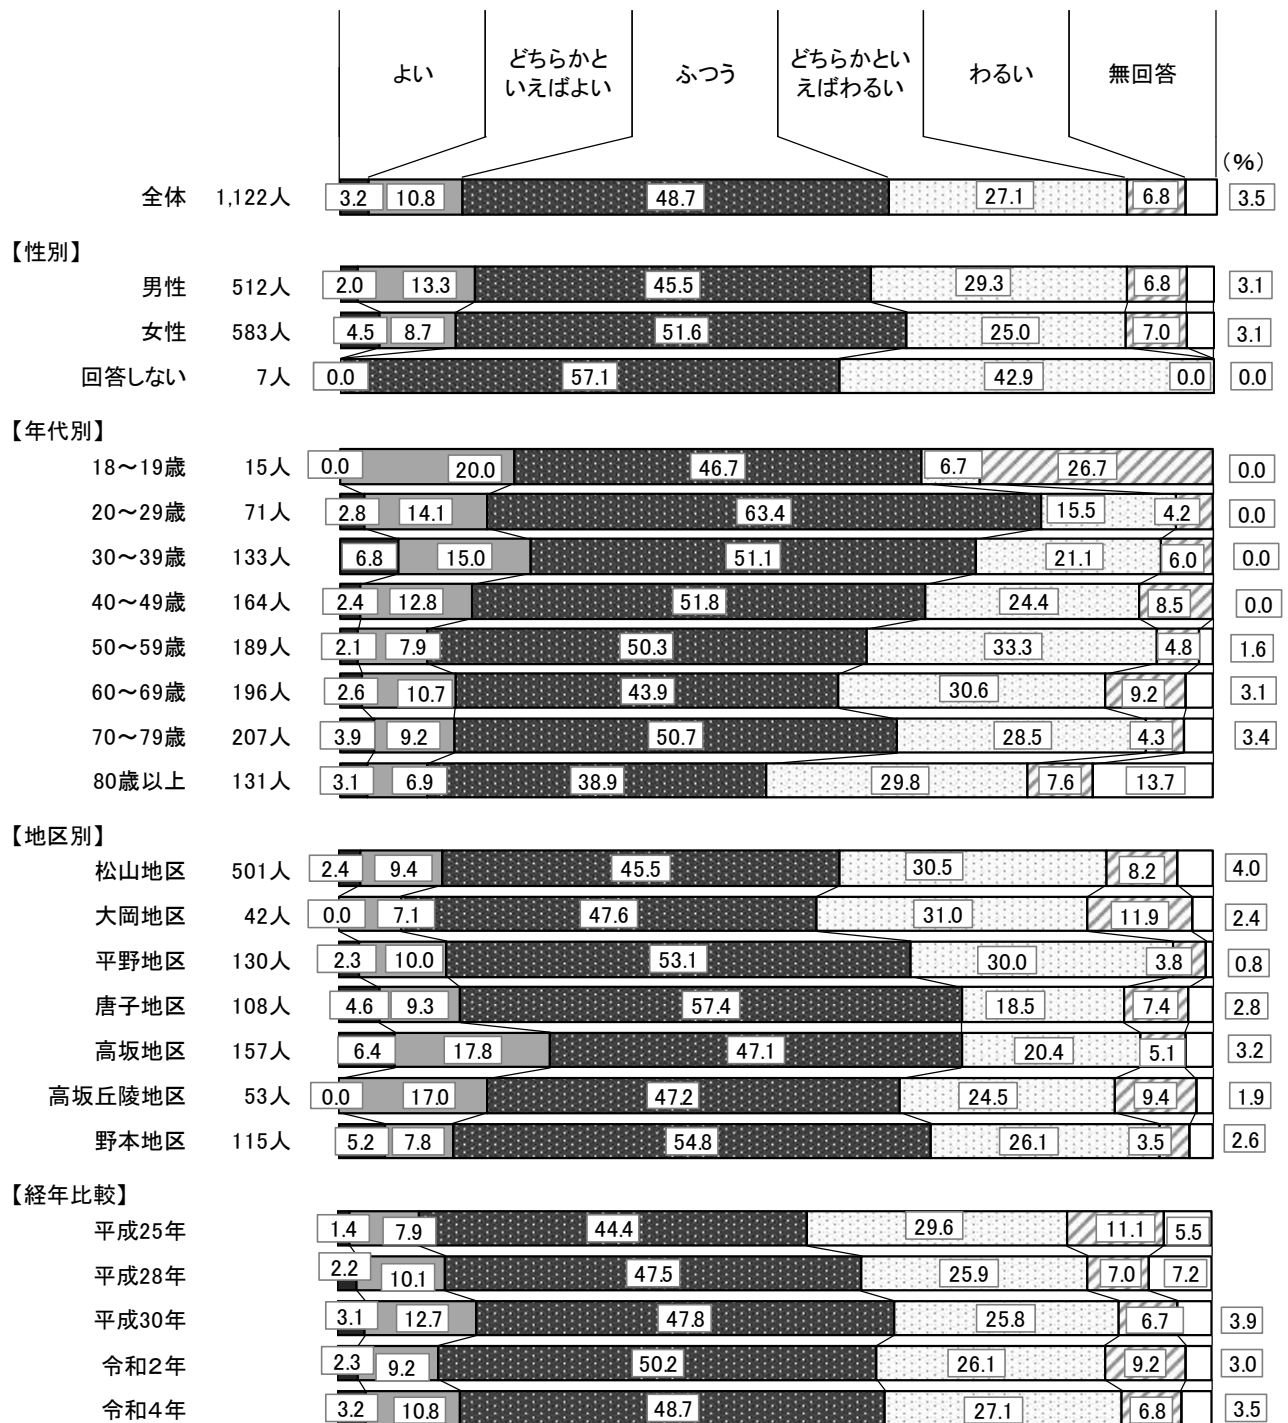 よい
どちらかと
いえばよい
ふつう
どちらかとい
えばわるい
わるい
無回答
（％）
全体 1,122人 3.2 10.8 48.7 27.1 6.8 3.5
【性別】
男性 512人 2.0 13.3 45.5 29.3 6.8 3.1
女性 583人 4.5 8.7 51.6 25.0 7.0 3.1
回答しない 7人 0.0 57.1 42.9 0.0 0.0
【年代別】
18～19歳 15人 0.0 20.0 46.7 6.7 26.7 0.0
20～29歳 71人 2.8 14.1 63.4 15.5 4.2 0.0
30～39歳 133人 6.8 15.0 51.1 21.1 6.0 0.0
40～49歳 164人 2.4 12.8 51.8 24.4 8.5 0.0
50～59歳 189人 2.1 7.9 50.3 33.3 4.8 1.6
60～69歳 196人 2.6 10.7 43.9 30.6 9.2 3.1
70～79歳 207人 3.9 9.2 50.7 28.5 4.3 3.4
80歳以上 131人 3.1 6.9 38.9 29.8 7.6 13.7
【地区別】
松山地区 501人 2.4 9.4 45.5 30.5 8.2 4.0
大岡地区 42人 0.0 7.1 47.6 31.0 11.9 2.4
平野地区 130人 2.3 10.0 53.1 30.0 3.8 0.8
唐子地区 108人 4.6 9.3 57.4 18.5 7.4 2.8
高坂地区 157人 6.4 17.8 47.1 20.4 5.1 3.2
高坂丘陵地区 53人 0.0 17.0 47.2 24.5 9.4 1.9
野本地区 115人 5.2 7.8 54.8 26.1 3.5 2.6
【経年比較】
平成25年 1.4 7.9 44.4 29.6 11.1 5.5
平成28年 2.2 10.1 47.5 25.9 7.0 7.2
平成30年 3.1 12.7 47.8 25.8 6.7 3.9
令和2年 2.3 9.2 50.2 26.1 9.2 3.0
令和4年 3.2 10.8 48.7 27.1 6.8 3.5